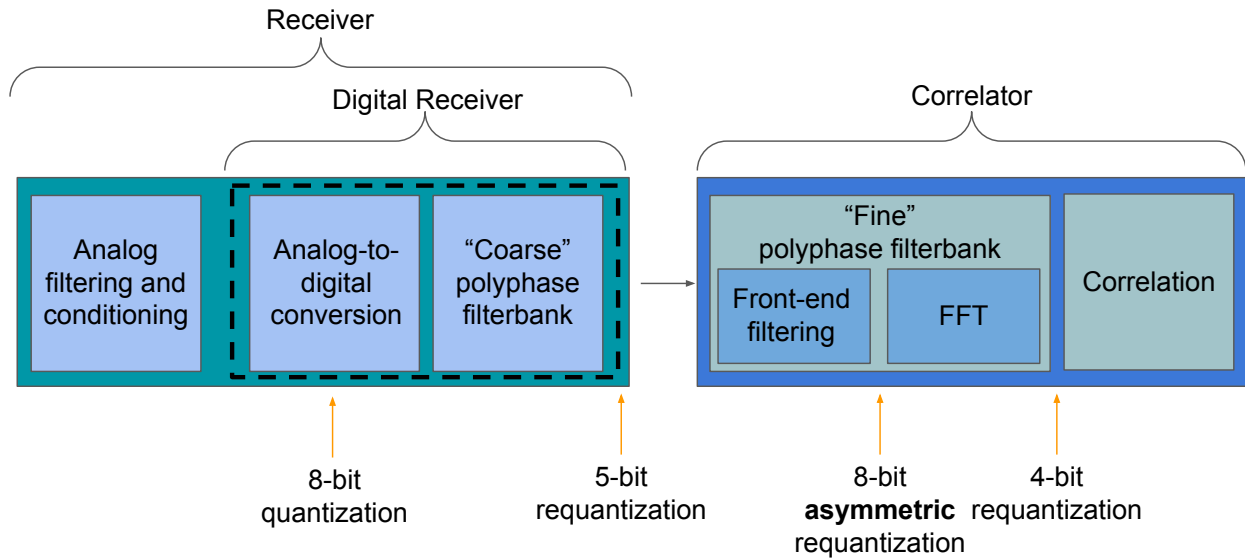 Receiver
Digital Receiver
Correlator
Analog
filtering and
conditioning
Analog-to-
digital
conversion
“Coarse”
polyphase
filterbank
“Fine”
polyphase filterbank
Front-end
filtering
FFT
Correlation
8-bit
quantization
5-bit
requantization
8-bit
asymmetric
requantization
4-bit
requantization